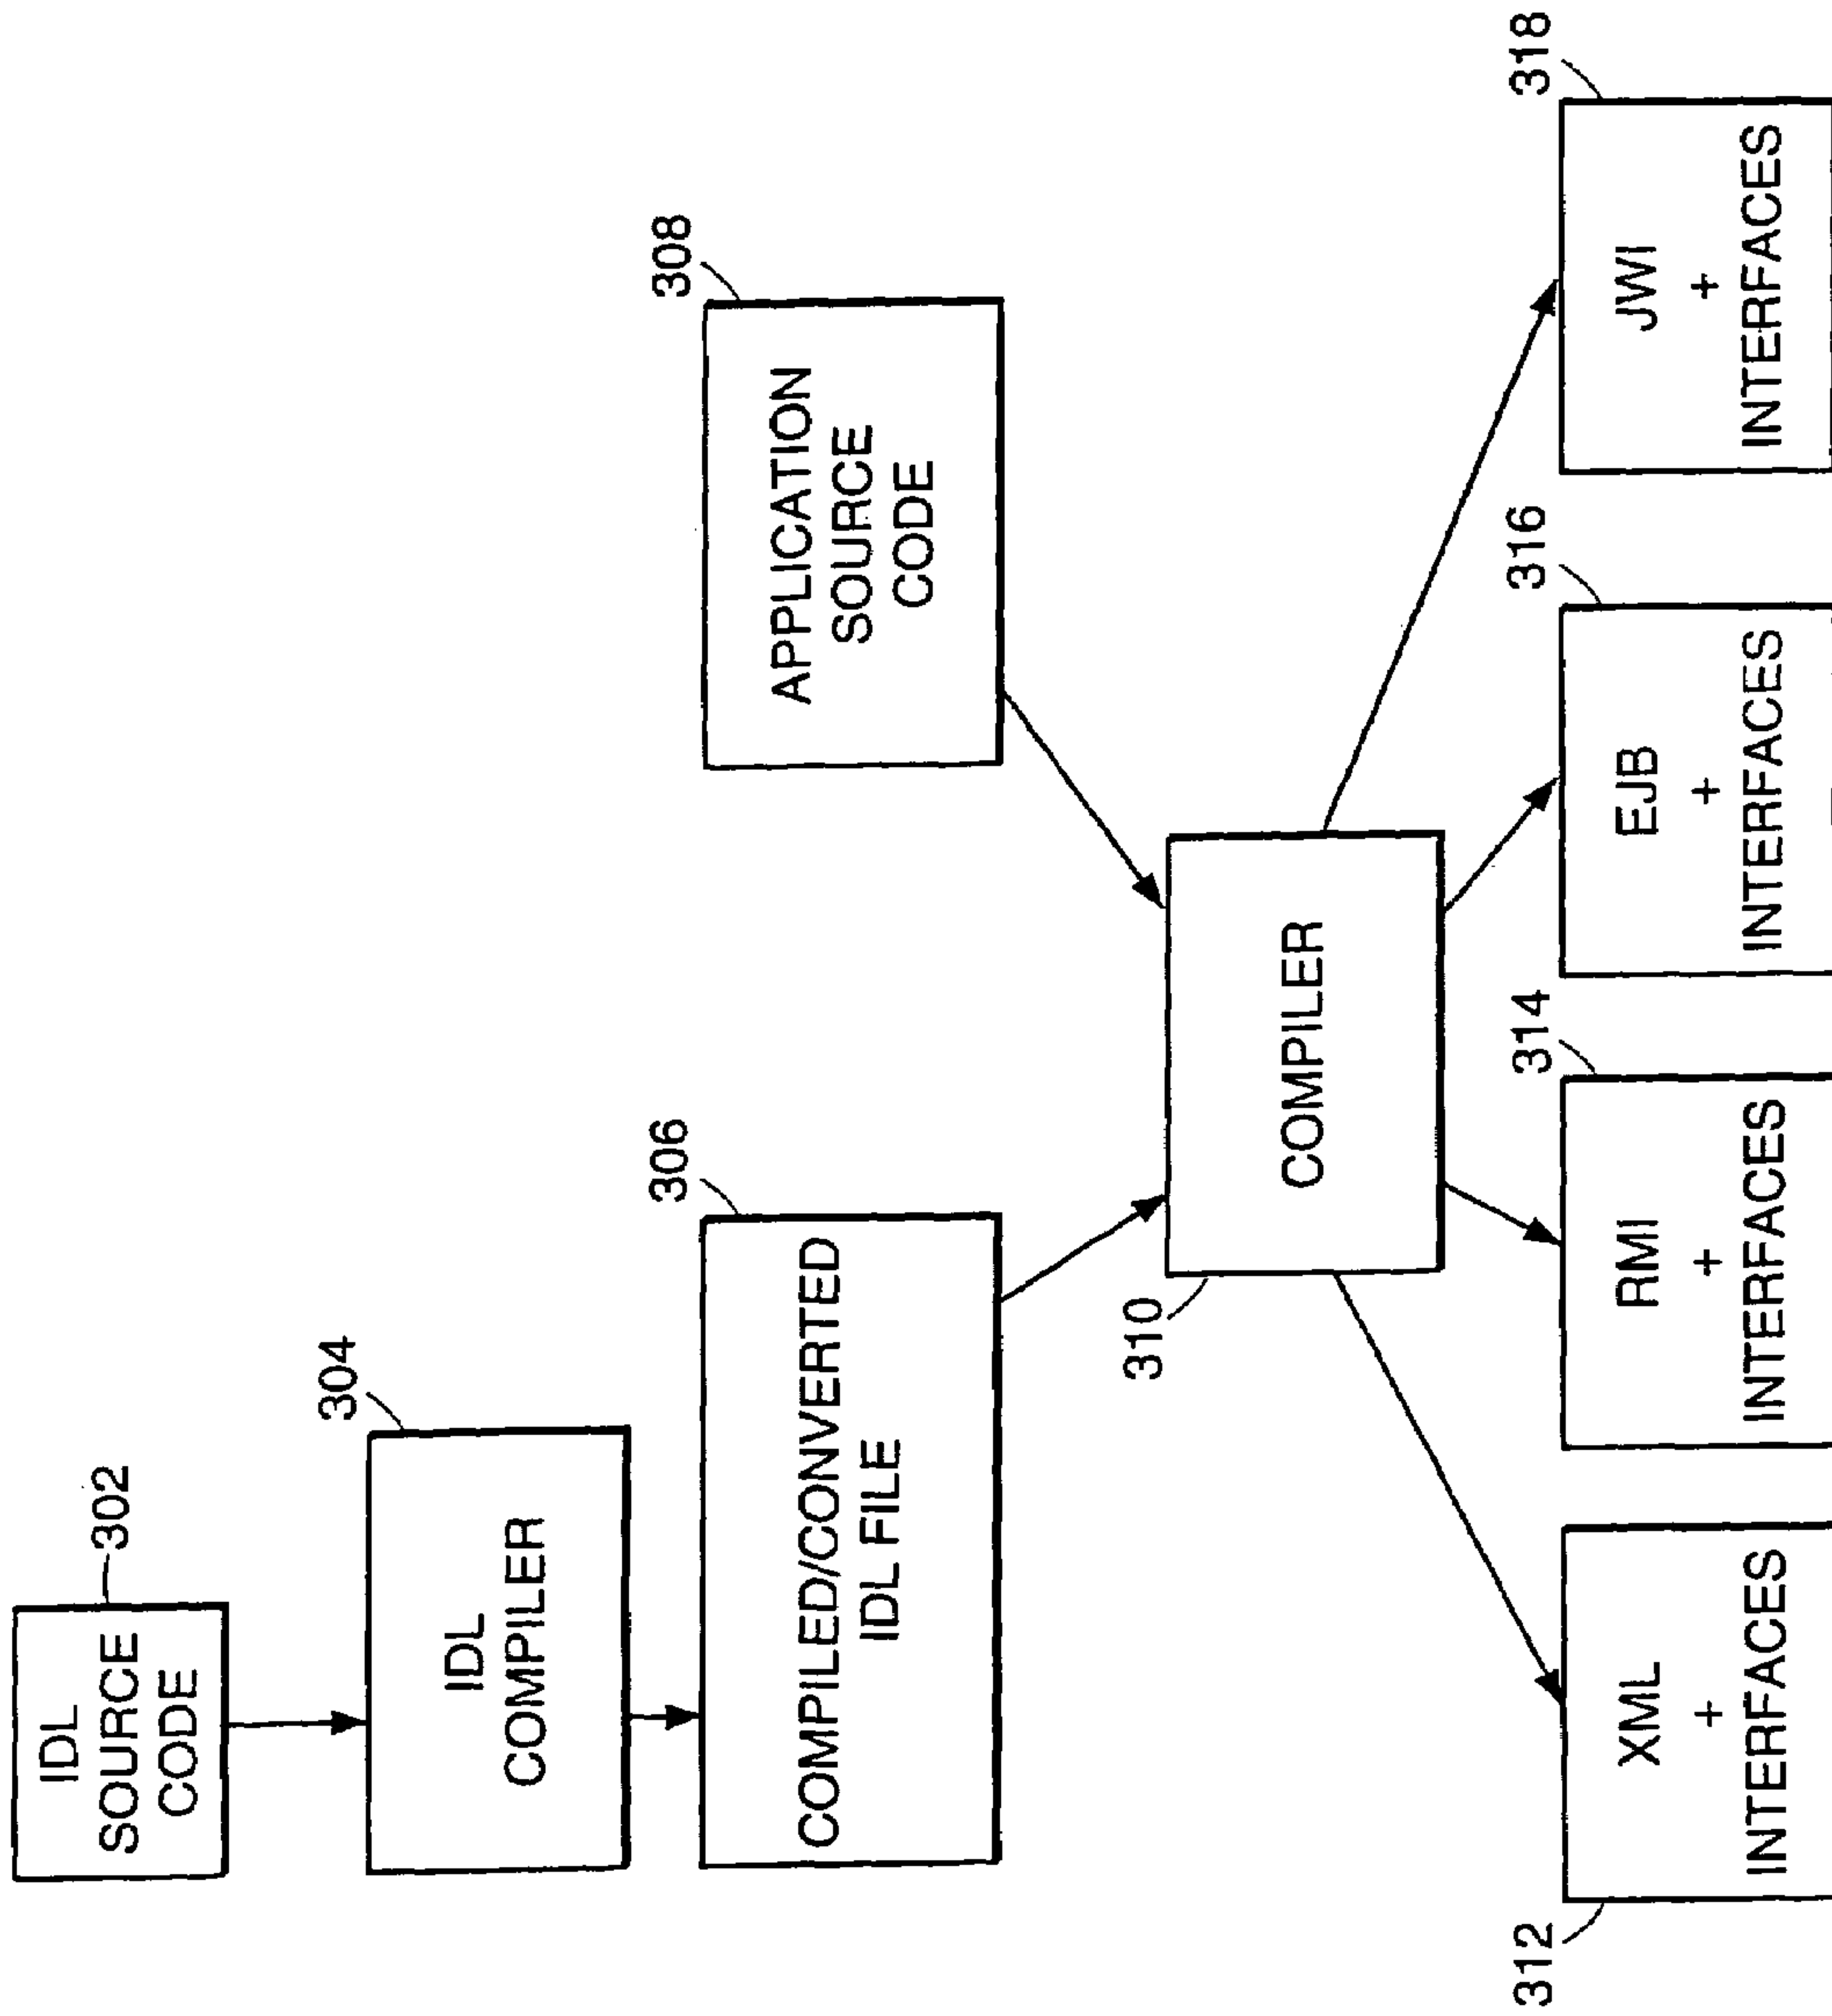 IDL
SOURCE
CODE
302
IDL
COMPILER
304
COMPILED/CONVERTED
IDL FILE
306
APPLICATION
SOURCE
CODE
308
COMPILER
310
XML
+
INTERFACES
312
RMI
+
INTERFACES
314
EJB
+
INTERFACES
316
JWI
+
INTERFACES
318